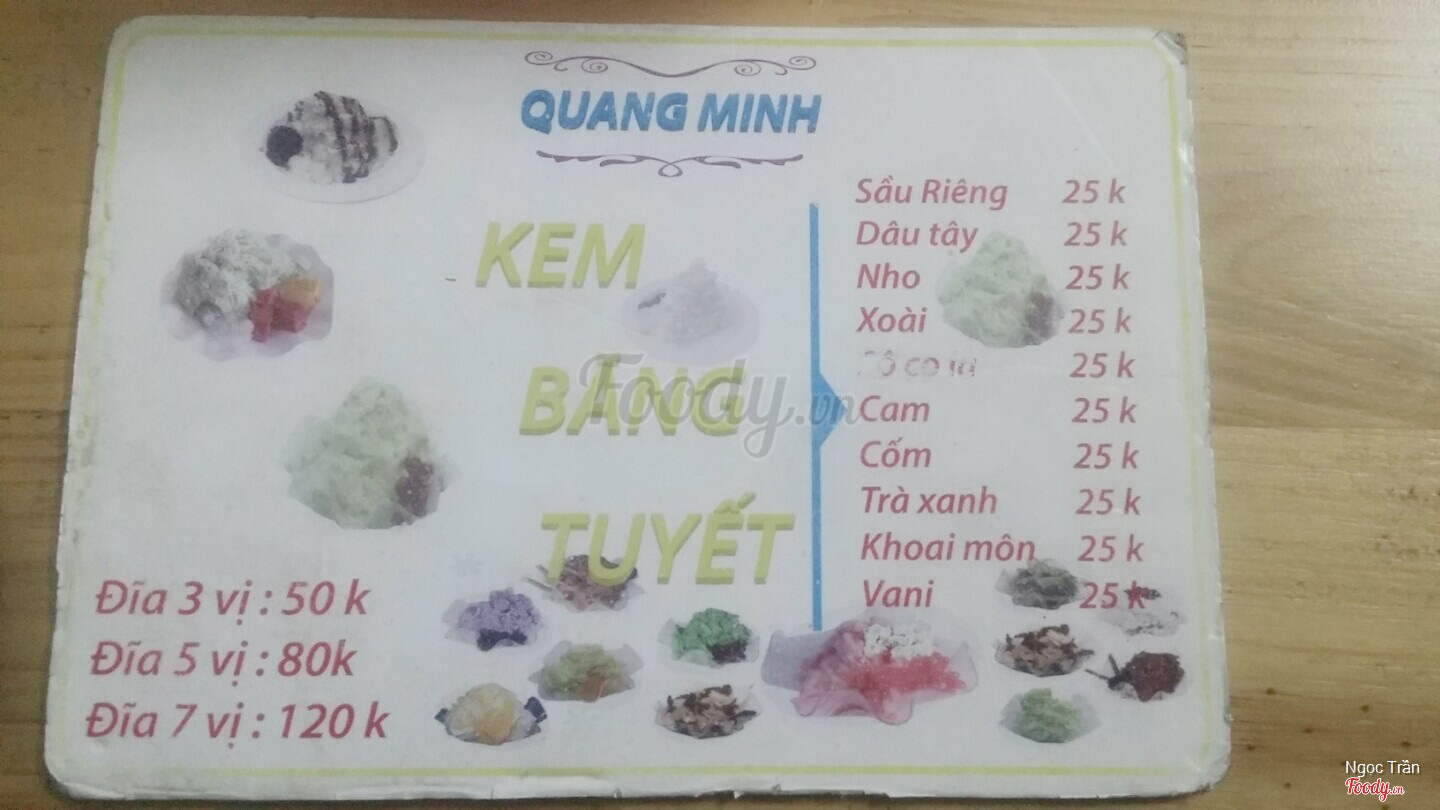 QUANG MINH
KEM
BĂNG
TUYẾT
Sầu Riêng 25 k
Dâu tây 25 k
Nho 25 k
Xoài 25 k
25 k
Cam 25 k
Cốm 25 k
Trà xanh 25 k
Khoai môn 25 k
Vani 25 k
Đĩa 3 vị : 50 k
Đĩa 5 vị : 80k
Đĩa 7 vị : 120 k
Foody.vn
Ngọc Trần
Foody.vn